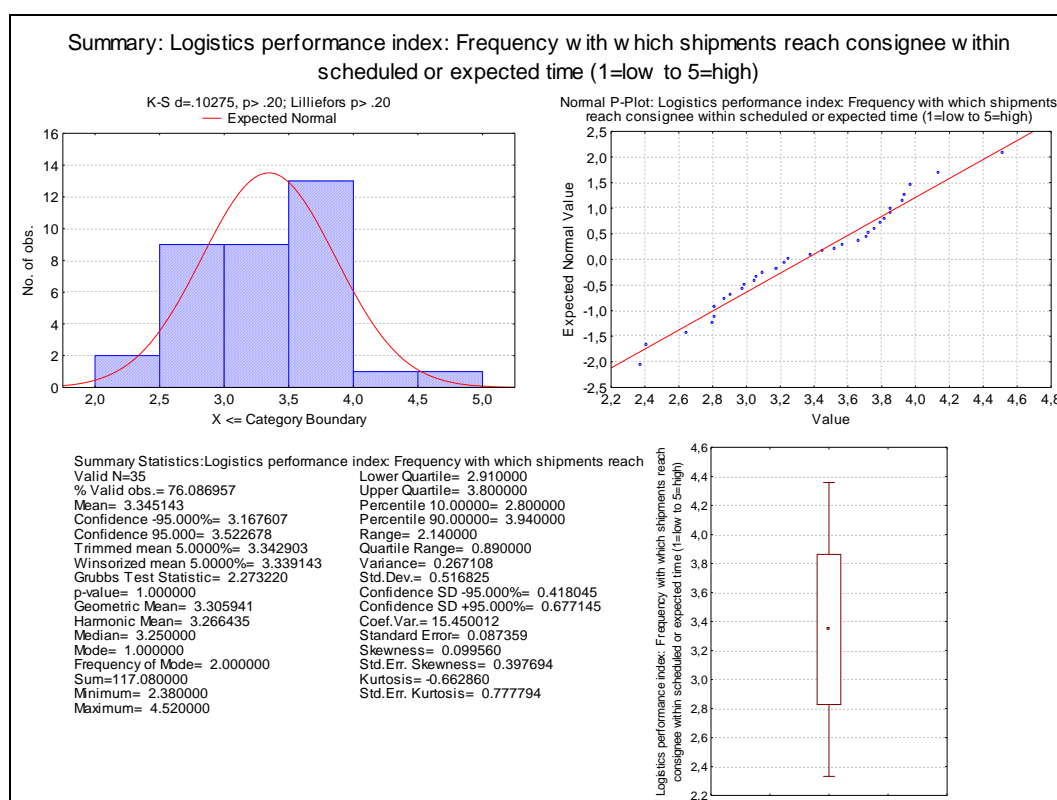 Summary: Logistics performance index: Frequency with which shipments reach consignee within
scheduled or expected time (1=low to 5=high)
K-S d=.10275, p> .20; Lilliefors p> .20
Expected Normal
16
14
12
10
8
6
4
2
0
No. of obs.
2,0 2,5 3,0 3,5 4,0 4,5 5,0
X <= Category Boundary
Normal P-Plot: Logistics performance index: Frequency with which shipments
reach consignee within scheduled or expected time (1=low to 5=high)
2,5
2,0
1,5
1,0
0,5
0,0
-0,5
-1,0
-1,5
-2,0
-2,5
Expected Normal Value
2,2 2,4 2,6 2,8 3,0 3,2 3,4 3,6 3,8 4,0 4,2 4,4 4,6 4,8
Value
Summary Statistics:Logistics performance index: Frequency with which shipments reach
Valid N=35
% Valid obs.= 76.086957
Mean= 3.345143
Confidence -95.000%= 3.167607
Confidence 95.000= 3.522678
Trimmed mean 5.0000%= 3.342903
Winsorized mean 5.0000%= 3.339143
Grubbs Test Statistic= 2.273220
p-value= 1.000000
Geometric Mean= 3.305941
Harmonic Mean= 3.266435
Median= 3.250000
Mode= 1.000000
Frequency of Mode= 2.000000
Sum=117.080000
Minimum= 2.380000
Maximum= 4.520000
Lower Quartile= 2.910000
Upper Quartile= 3.800000
Percentile 10.00000= 2.800000
Percentile 90.00000= 3.940000
Range= 2.140000
Quartile Range= 0.890000
Variance= 0.267108
Std.Dev.= 0.516825
Confidence SD -95.000%= 0.418045
Confidence SD +95.000%= 0.677145
Coef.Var.= 15.450012
Standard Error= 0.087359
Skewness= 0.099560
Std.Err. Skewness= 0.397694
Kurtosis= -0.662860
Std.Err. Kurtosis= 0.777794
Logistics performance index: Frequency with which shipments reach
consignee within scheduled or expected time (1=low to 5=high)
4,6
4,4
4,2
4,0
3,8
3,6
3,4
3,2
3,0
2,8
2,6
2,4
2,2